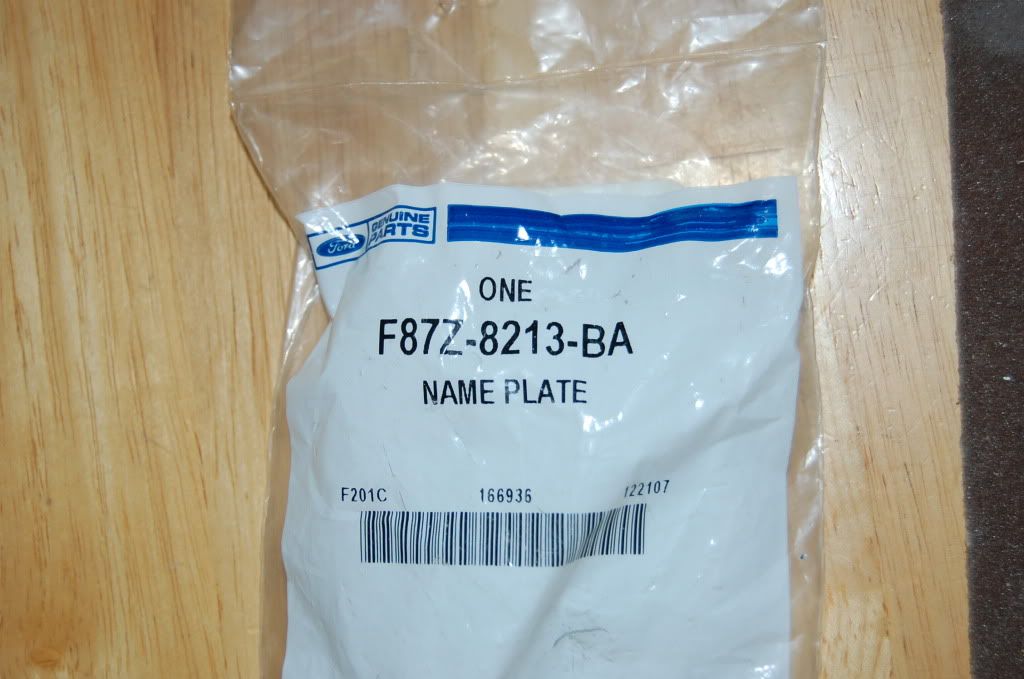 Ford GENUINE
PARTS
ONE
F87Z-8213-BA
NAME PLATE
F201C 166936 122107